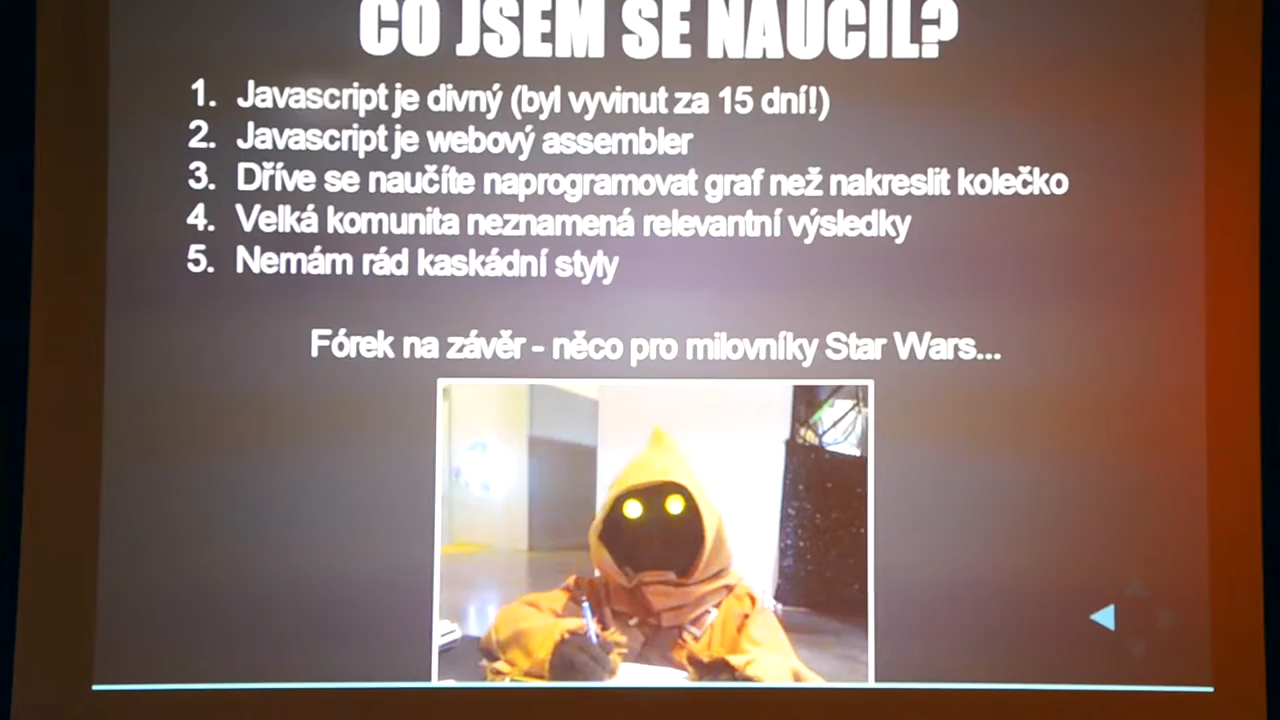 CO JSEM SE NAUČIL?
1. Javascript je divný (byl vyvinut za 15 dní!)
2. Javascript je webový assembler
3. Dříve se naučíte naprogramovat graf než nakreslit kolečko
4. Velká komunita neznamená relevantní výsledky
5. Nemám rád kaskádní styly
Fórek na závěr - něco pro milovníky Star Wars...